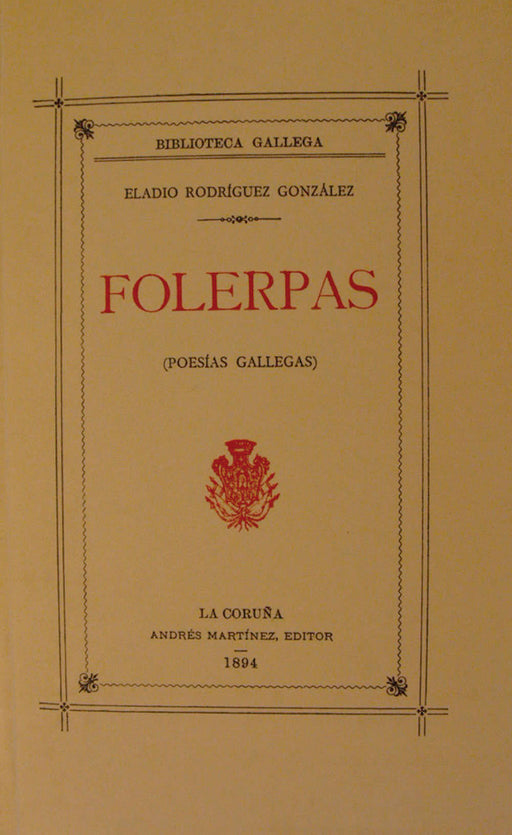 BIBLIOTECA GALLEGA
ELADIO RODRÍGUEZ GONZÁLEZ
FOLERPAS
(POESÍAS GALLEGAS)
LA CORUÑA
ANDRÉS MARTÍNEZ, EDITOR
1894